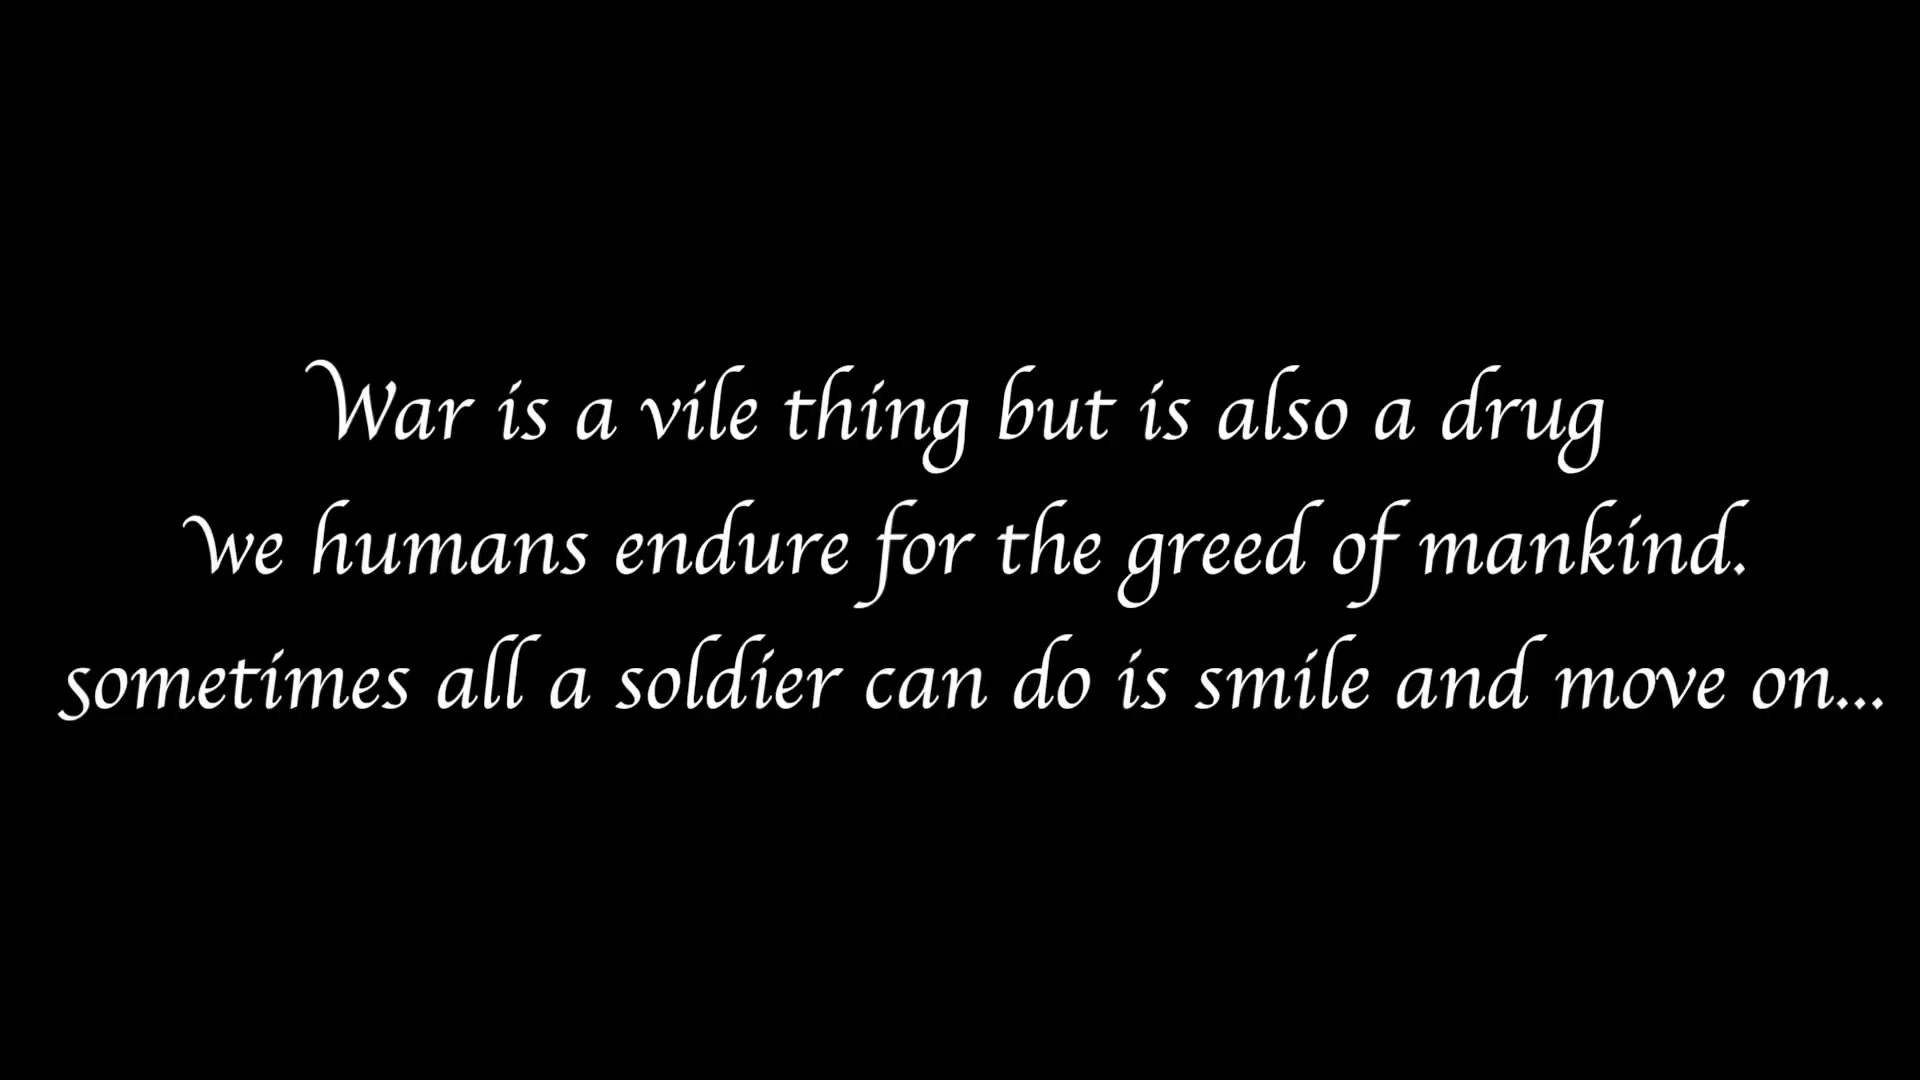 War is a vile thing but is also a drug
we humans endure for the greed of mankind.
sometimes all a soldier can do is smile and move on...